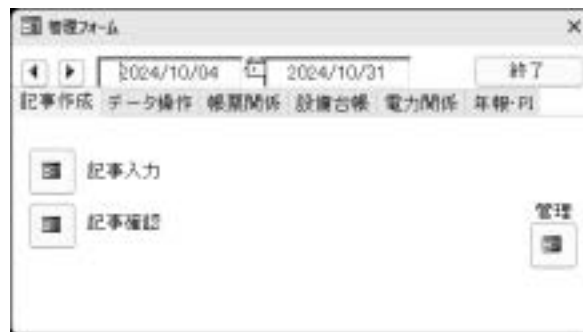 管理フォーム
2024/10/04 2024/10/31 終了
記事作成 データ操作 帳票関係 設備台帳 電力関係 年報・PI
記事入力
記事確認
管理